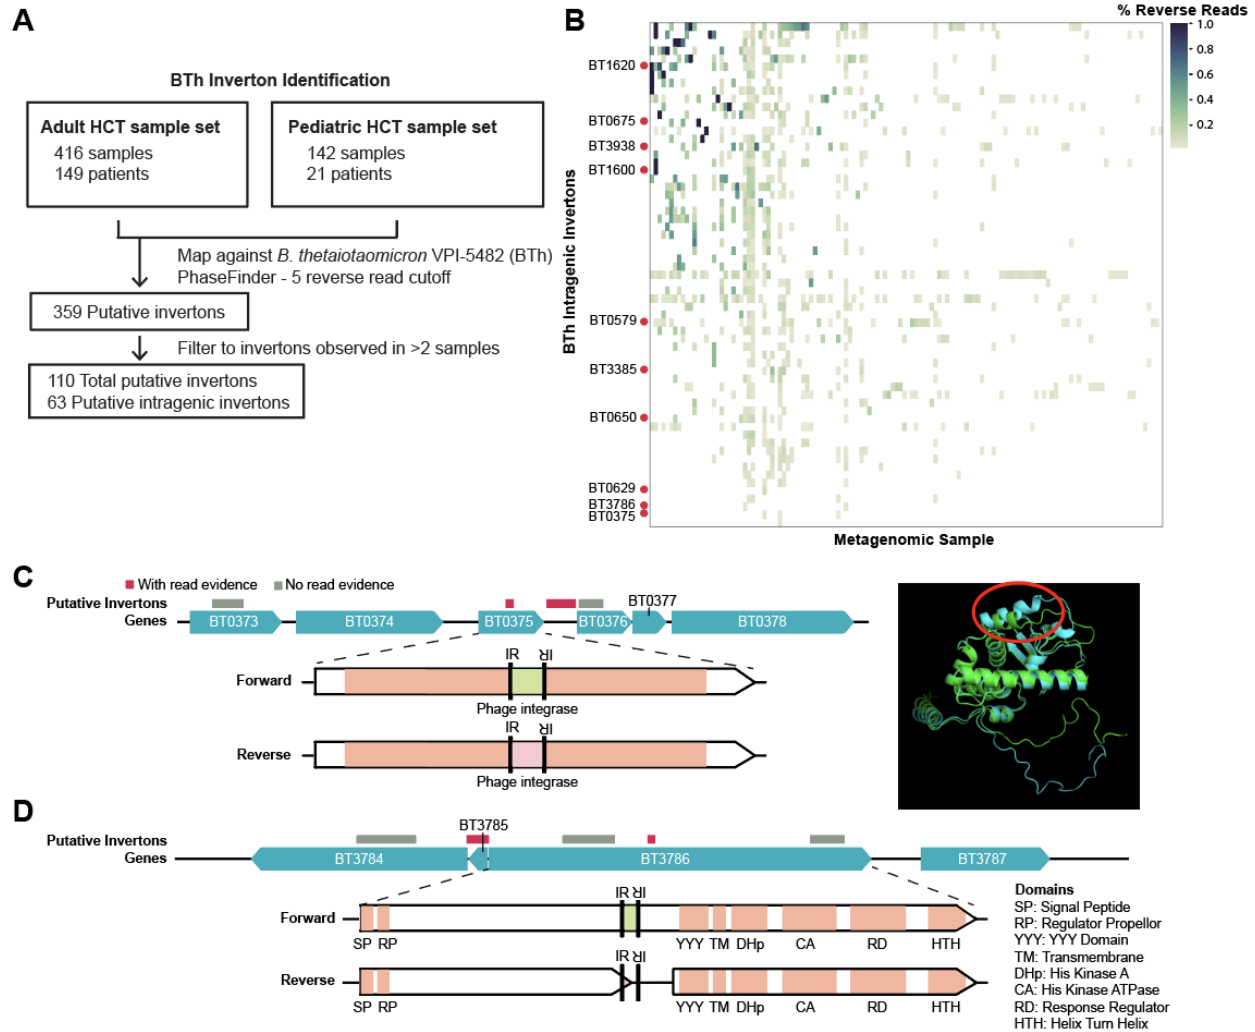 A
BTh Inverton Identification
Adult HCT sample set
416 samples
149 patients
Pediatric HCT sample set
142 samples
21 patients
Map against B. thetaiotaomicron VPI-5482 (BTh)
PhaseFinder - 5 reverse read cutoff
359 Putative invertons
Filter to invertons observed in >2 samples
110 Total putative invertons
63 Putative intragenic invertons
B
% Reverse Reads
1.0
0.8
0.6
0.4
0.2
BTh Intragenic Invertons
BT1620
BT0675
BT3938
BT1600
BT0579
BT3385
BT0650
BT0629
BT3786
BT0375
Metagenomic Sample
C
With read evidence
No read evidence
Putative Invertons
Genes
BT0373
BT0374
BT0375
BT0376
BT0377
BT0378
IR IR
Forward
Phage integrase
IR IR
Reverse
Phage integrase
D
Putative Invertons
Genes
BT3784
BT3785
BT3786
BT3787
IR IR
Forward
SP RP YYY TM DHp CA RD HTH
IR IR
Reverse
SP RP YYY TM DHp CA RD HTH
Domains
SP: Signal Peptide
RP: Regulator Propellor
YYY: YYY Domain
TM: Transmembrane
DHp: His Kinase A
CA: His Kinase ATPase
RD: Response Regulator
HTH: Helix Turn Helix